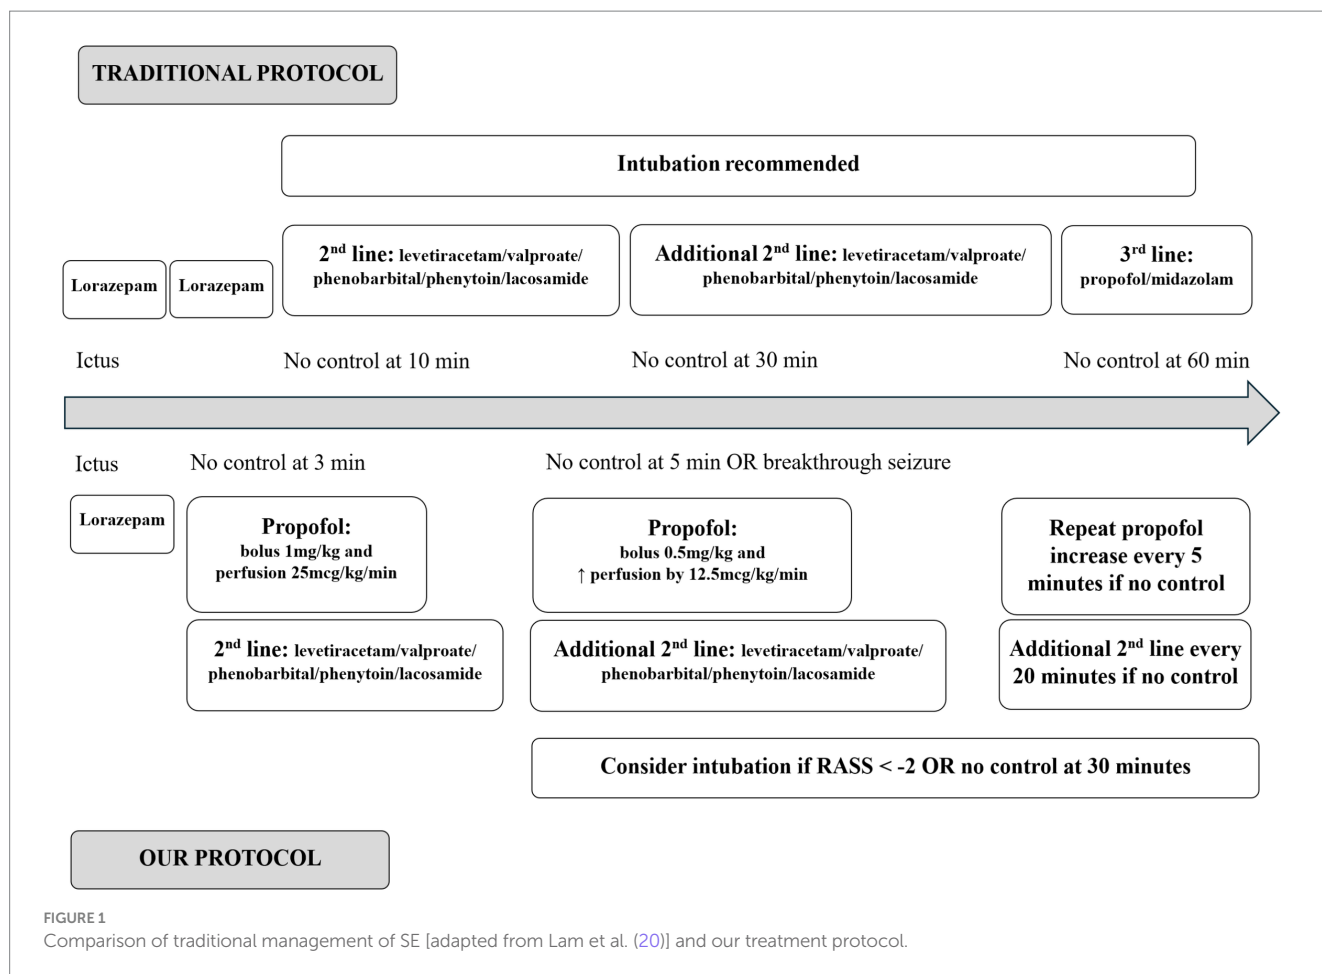 TRADITIONAL PROTOCOL
Intubation recommended
2nd line: levetiracetam/valproate/
phenobarbital/phenytoin/lacosamide
Additional 2nd line: levetiracetam/valproate/
phenobarbital/phenytoin/lacosamide
3rd line:
propofol/midazolam
Lorazepam
Lorazepam
Ictus
No control at 10 min
No control at 30 min
No control at 60 min
Ictus
No control at 3 min
No control at 5 min OR breakthrough seizure
Lorazepam
Propofol:
bolus 1mg/kg and
perfusion 25mcg/kg/min
Propofol:
bolus 0.5mg/kg and
↑ perfusion by 12.5mcg/kg/min
Repeat propofol
increase every 5
minutes if no control
2nd line: levetiracetam/valproate/
phenobarbital/phenytoin/lacosamide
Additional 2nd line: levetiracetam/valproate/
phenobarbital/phenytoin/lacosamide
Additional 2nd line every
20 minutes if no control
Consider intubation if RASS < -2 OR no control at 30 minutes
OUR PROTOCOL
FIGURE 1
Comparison of traditional management of SE [adapted from Lam et al. (20)] and our treatment protocol.